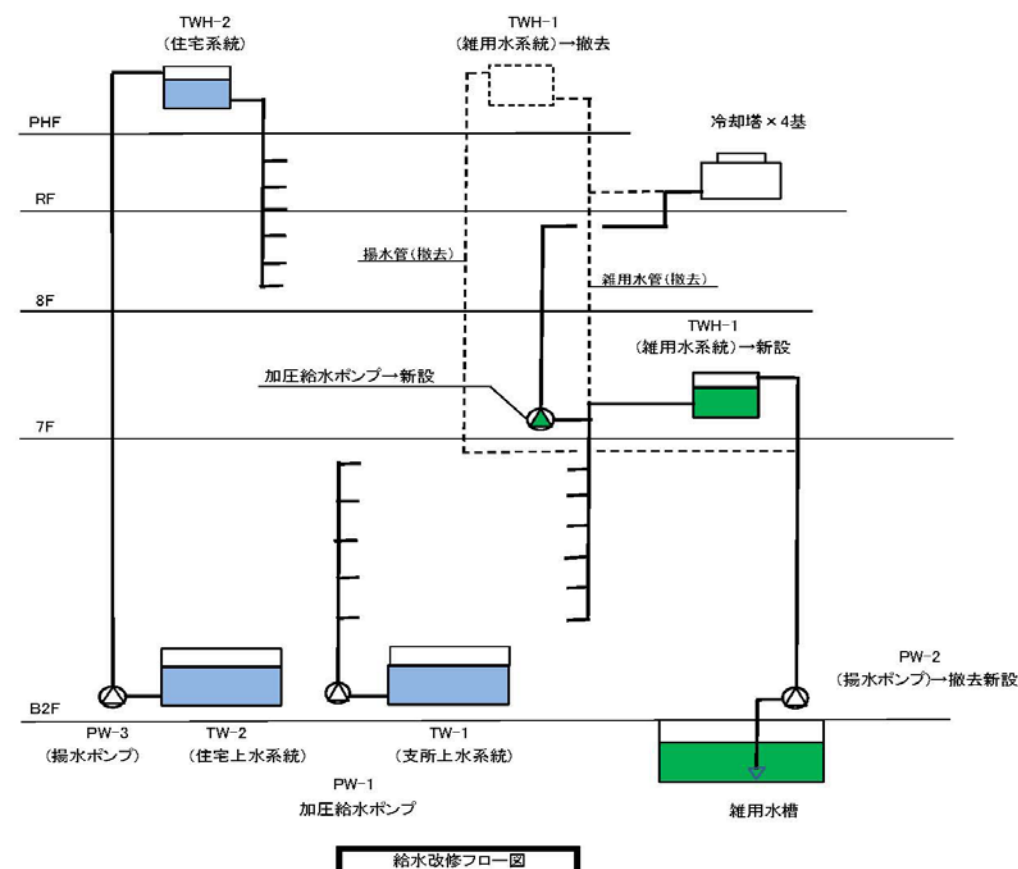 TWH-2
(住宅系統)
TWH-1
(雑用水系統)→撤去
PHF
冷却塔×4基
RF
揚水管(撤去)
雑用水管(撤去)
8F
TWH-1
(雑用水系統)→新設
加圧給水ポンプ→新設
7F
PW-2
(揚水ポンプ)→撤去新設
B2F
PW-3
(揚水ポンプ)
TW-2
(住宅上水系統)
TW-1
(支所上水系統)
PW-1
加圧給水ポンプ
雑用水槽
給水改修フロー図